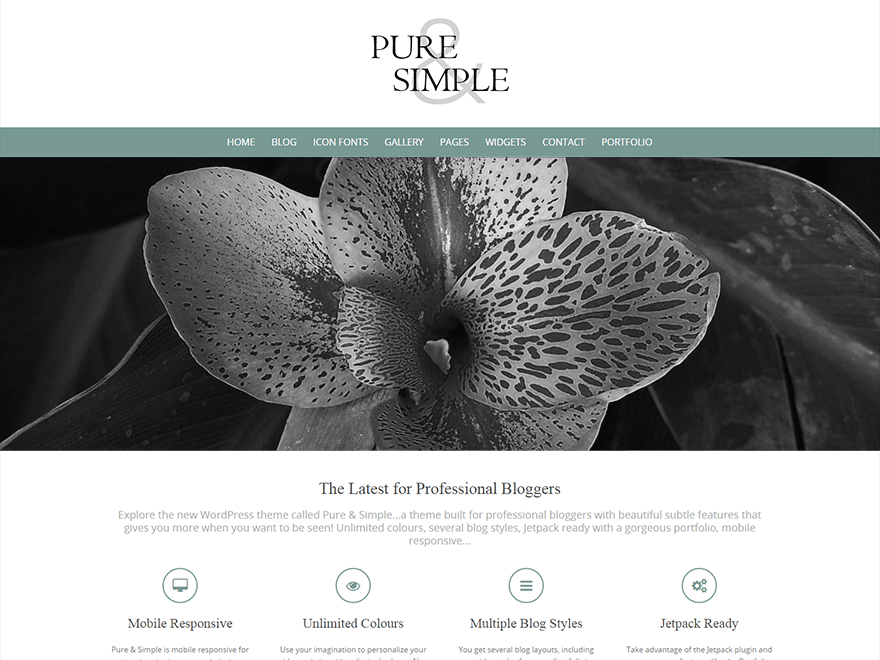 PURE
&
SIMPLE
HOME BLOG ICON FONTS GALLERY PAGES WIDGETS CONTACT PORTFOLIO
The Latest for Professional Bloggers
Explore the new WordPress theme called Pure & Simple...a theme built for professional bloggers with beautiful subtle features that
gives you more when you want to be seen! Unlimited colours, several blog styles, Jetpack ready with a gorgeous portfolio, mobile
responsive...
Mobile Responsive
Unlimited Colours
Multiple Blog Styles
Jetpack Ready
Pure & Simple is mobile responsive for
Use your imagination to personalize your
You get several blog layouts, including
Take advantage of the Jetpack plugin and